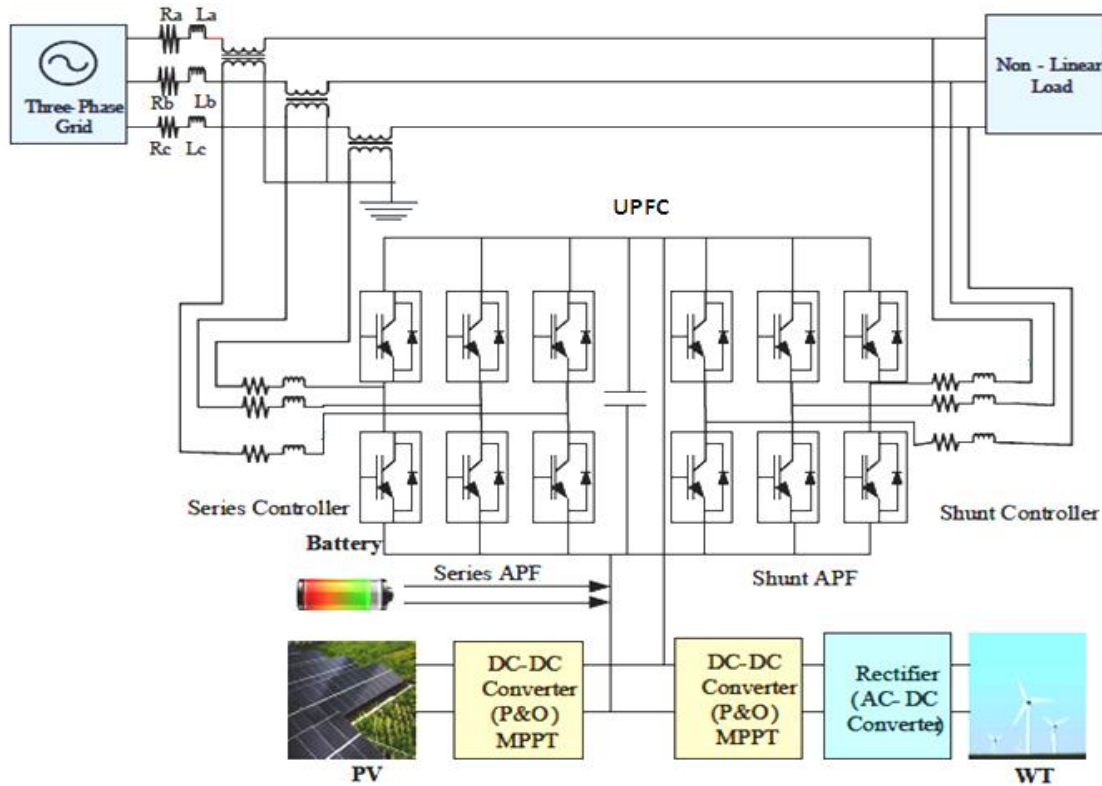 Ra La
Rb Lb
Rc Lc
Three-Phase
Grid
Non - Linear
Load
UPFC
Series Controller
Shunt Controller
Battery
Series APF
Shunt APF
DC-DC
Converter
(P&O)
MPPT
DC-DC
Converter
(P&O)
MPPT
Rectifier
(AC- DC
Converter)
PV
WT